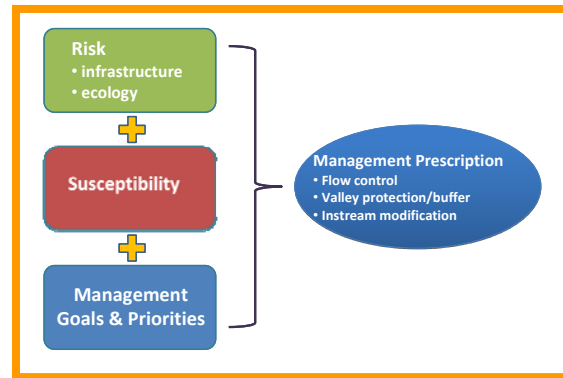 Risk
• infrastructure
• ecology
Susceptibility
Management
Goals & Priorities
Management Prescription
• Flow control
• Valley protection/buffer
• Instream modification